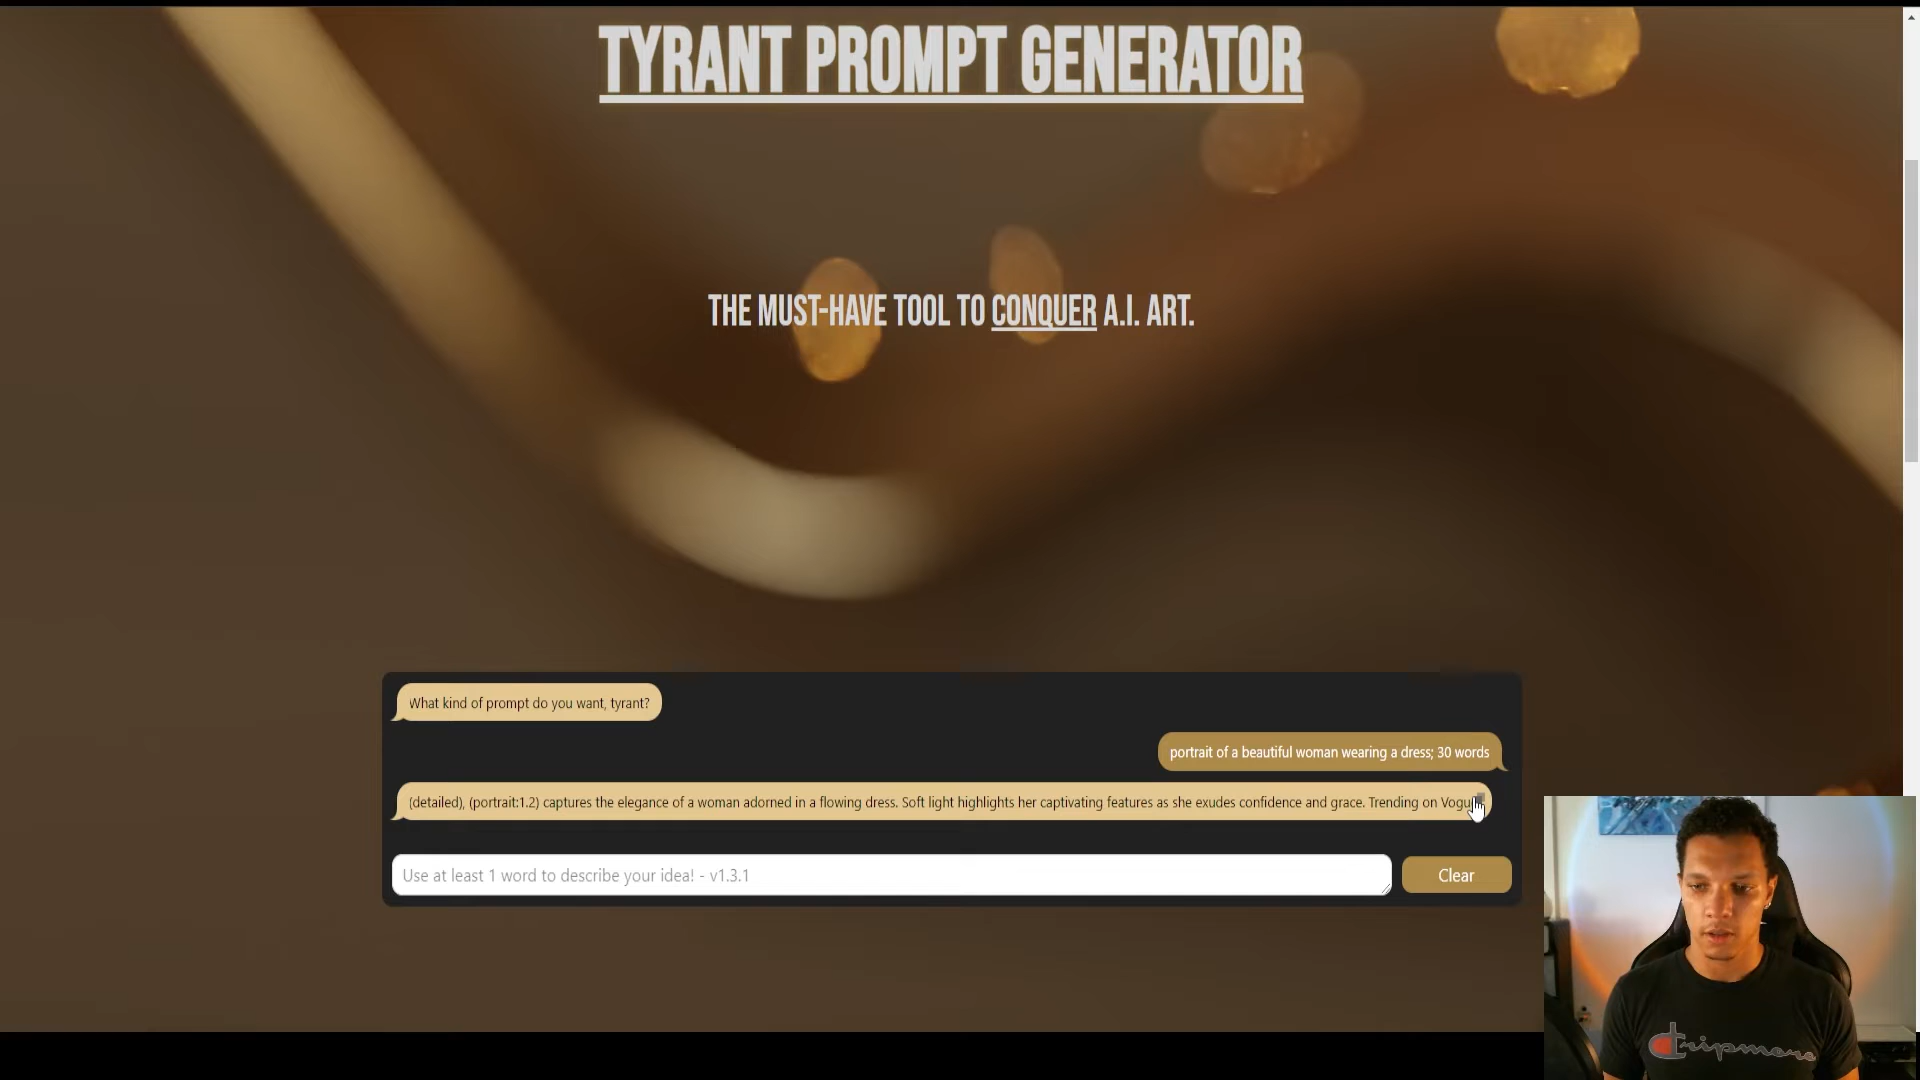 TYRANT PROMPT GENERATOR
THE MUST-HAVE TOOL TO CONQUER A.I. ART.
What kind of prompt do you want, tyrant?
portrait of a beautiful woman wearing a dress; 30 words
(detailed), (portrait:1.2) captures the elegance of a woman adorned in a flowing dress. Soft light highlights her captivating features as she exudes confidence and grace. Trending on
Use at least 1 word to describe your idea! - v1.3.1
Clear